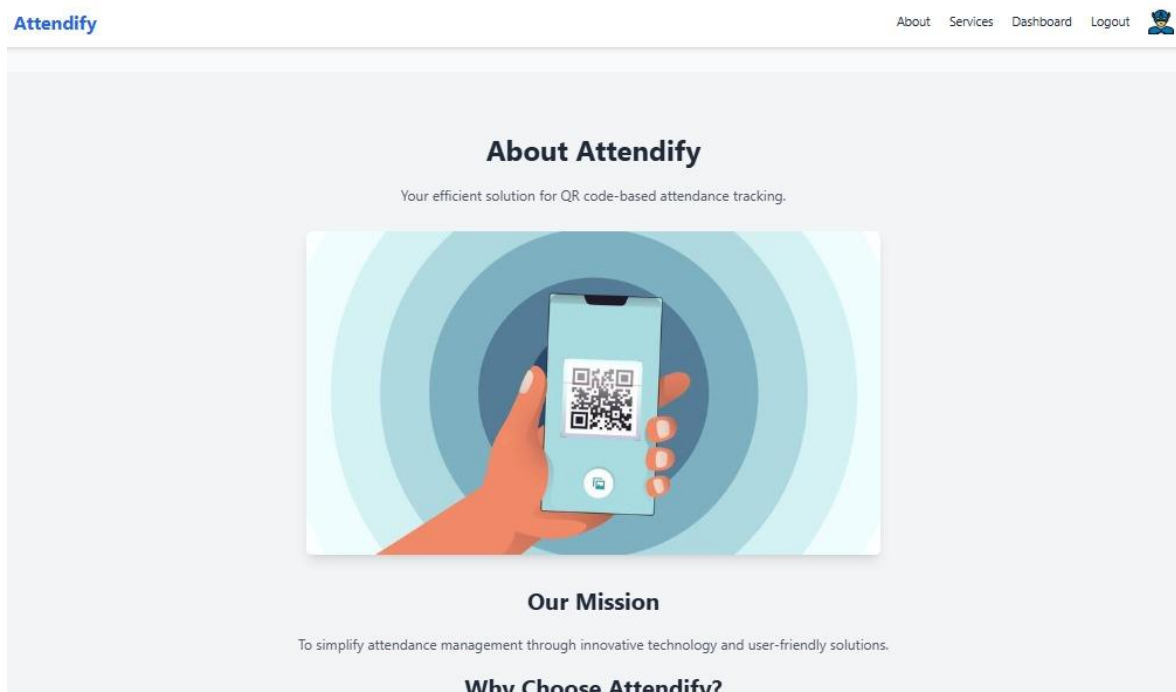 Attendify
About Services Dashboard Logout
About Attendify
Your efficient solution for QR code-based attendance tracking.
Our Mission
To simplify attendance management through innovative technology and user-friendly solutions.
Why Choose Attendify?